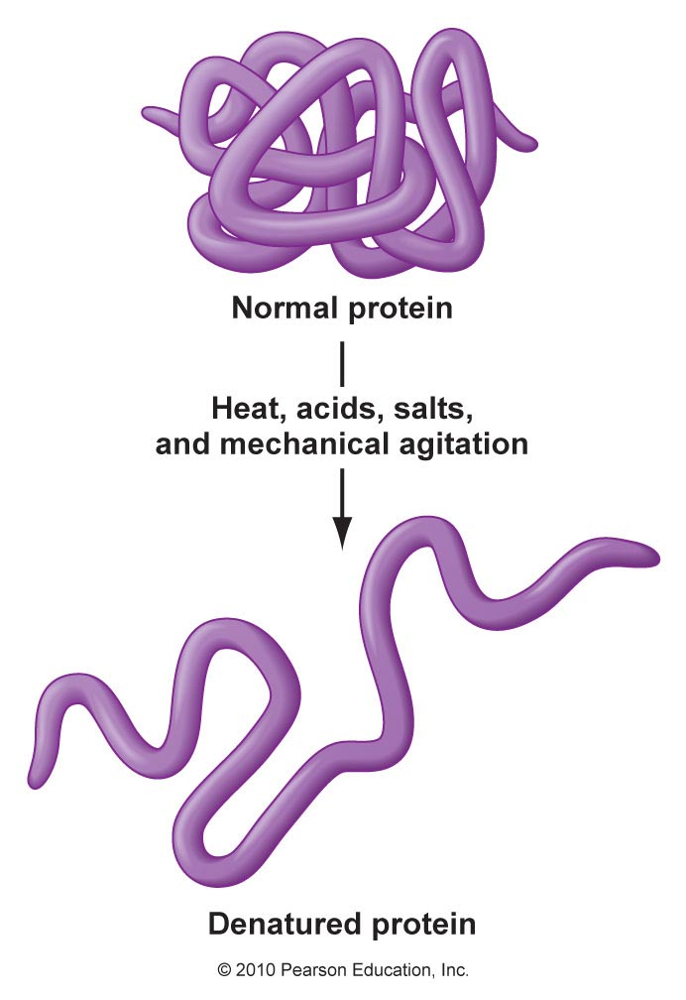 Normal protein
Heat, acids, salts,
and mechanical agitation
Denatured protein
© 2010 Pearson Education, Inc.